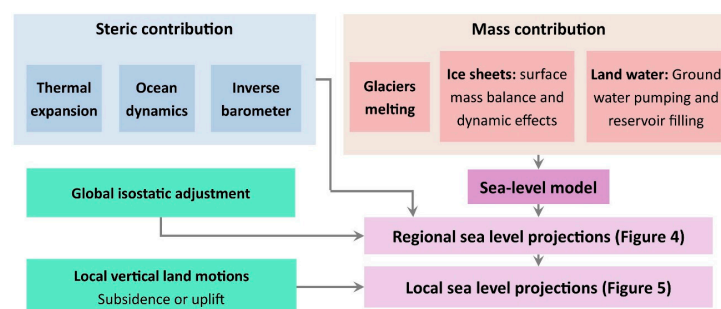 Steric contribution
Thermal
expansion
Ocean
dynamics
Inverse
barometer
Mass contribution
Glaciers
melting
Ice sheets: surface
mass balance and
dynamic effects
Land water: Ground
water pumping and
reservoir filling
Sea-level model
Global isostatic adjustment
Regional sea level projections (Figure 4)
Local vertical land motions
Subsidence or uplift
Local sea level projections (Figure 5)